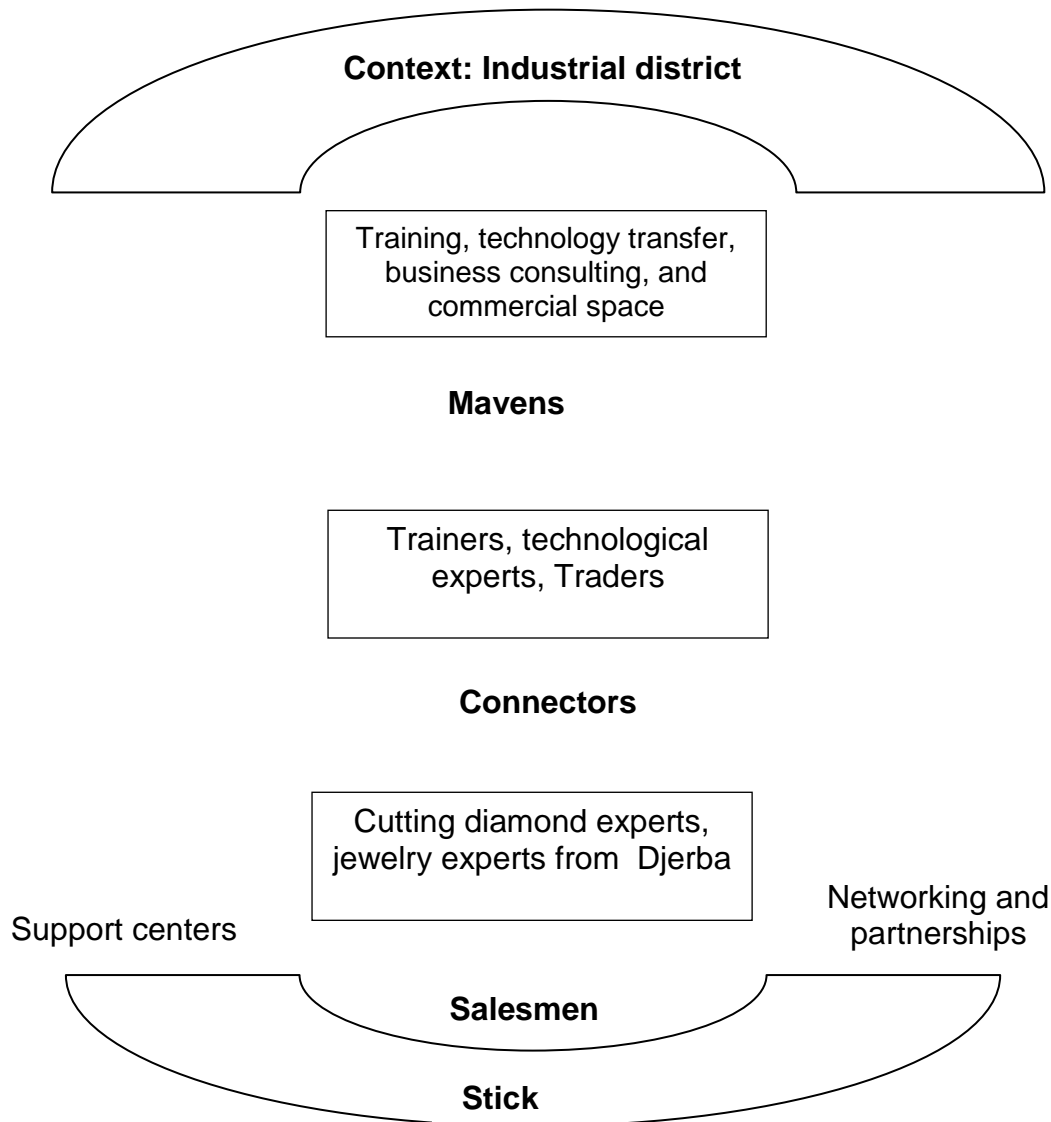 Context: Industrial district
Training, technology transfer,
business consulting, and
commercial space
Mavens
Trainers, technological
experts, Traders
Connectors
Cutting diamond experts,
jewelry experts from Djerba
Support centers
Networking and
partnerships
Salesmen
Stick